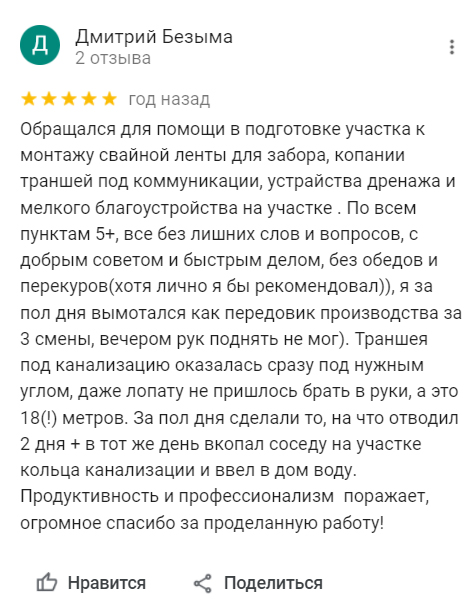 Д
Дмитрий Безыма
2 отзыва
год назад
Обращался для помощи в подготовке участка к
монтажу свайной ленты для забора, копании
траншей под коммуникации, устройства дренажа и
мелкого благоустройства на участке . По всем
пунктам 5+, все без лишних слов и вопросов, с
добрым советом и быстрым делом, без обедов и
перекуров(хотя лично я бы рекомендовал)), я за
пол дня вымотался как передовик производства за
3 смены, вечером рук поднять не мог). Траншея
под канализацию оказалась сразу под нужным
углом, даже лопату не пришлось брать в руки, а это
18(!) метров. За пол дня сделали то, на что отводил
2 дня + в тот же день вкопал соседу на участке
кольца канализации и ввел в дом воду.
Продуктивность и профессионализм  поражает,
огромное спасибо за проделанную работу!
Нравится Поделиться